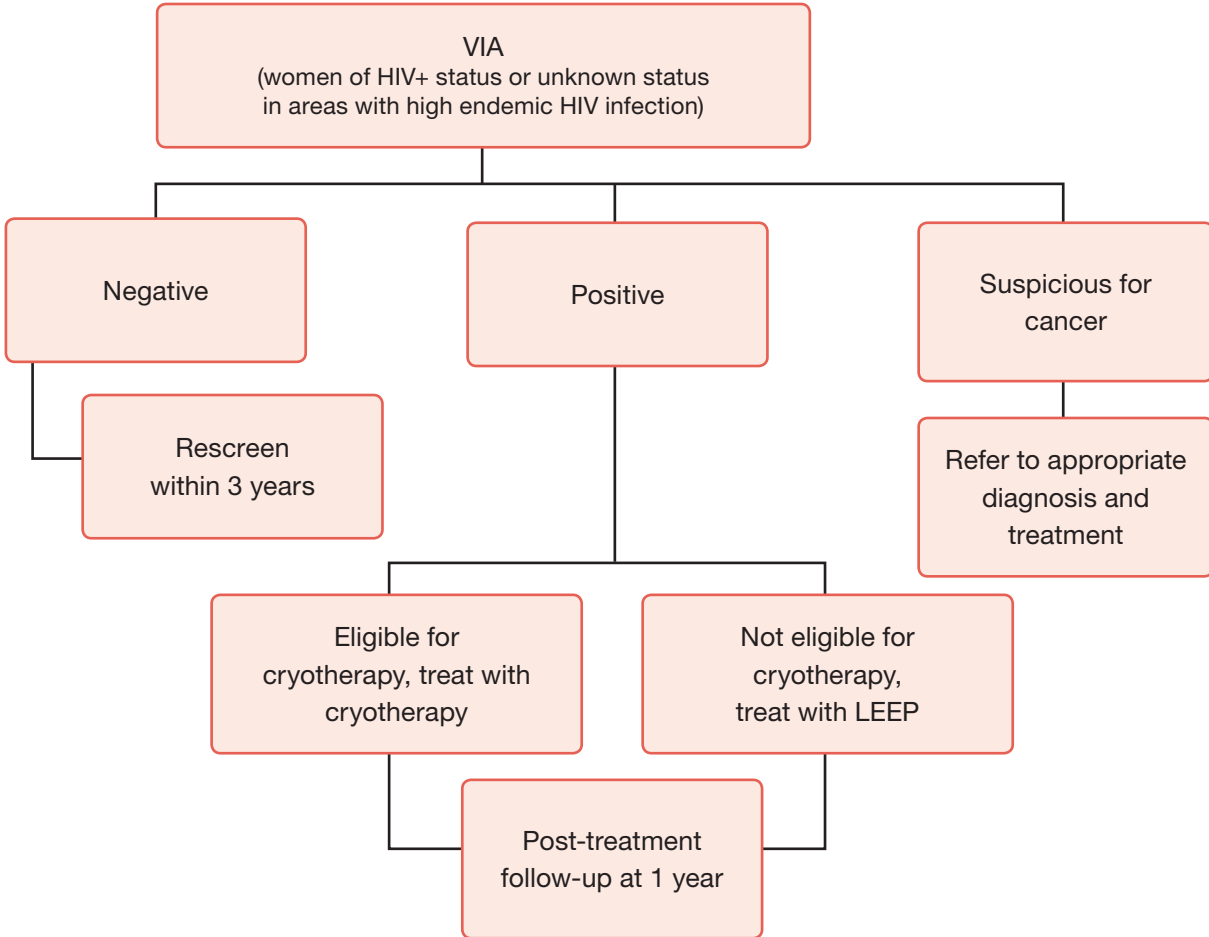 VIA
(women of HIV+ status or unknown status
in areas with high endemic HIV infection)
Negative
Positive
Suspicious for
cancer
Rescreen
within 3 years
Refer to appropriate
diagnosis and
treatment
Eligible for
cryotherapy, treat with
cryotherapy
Not eligible for
cryotherapy,
treat with LEEP
Post-treatment
follow-up at 1 year